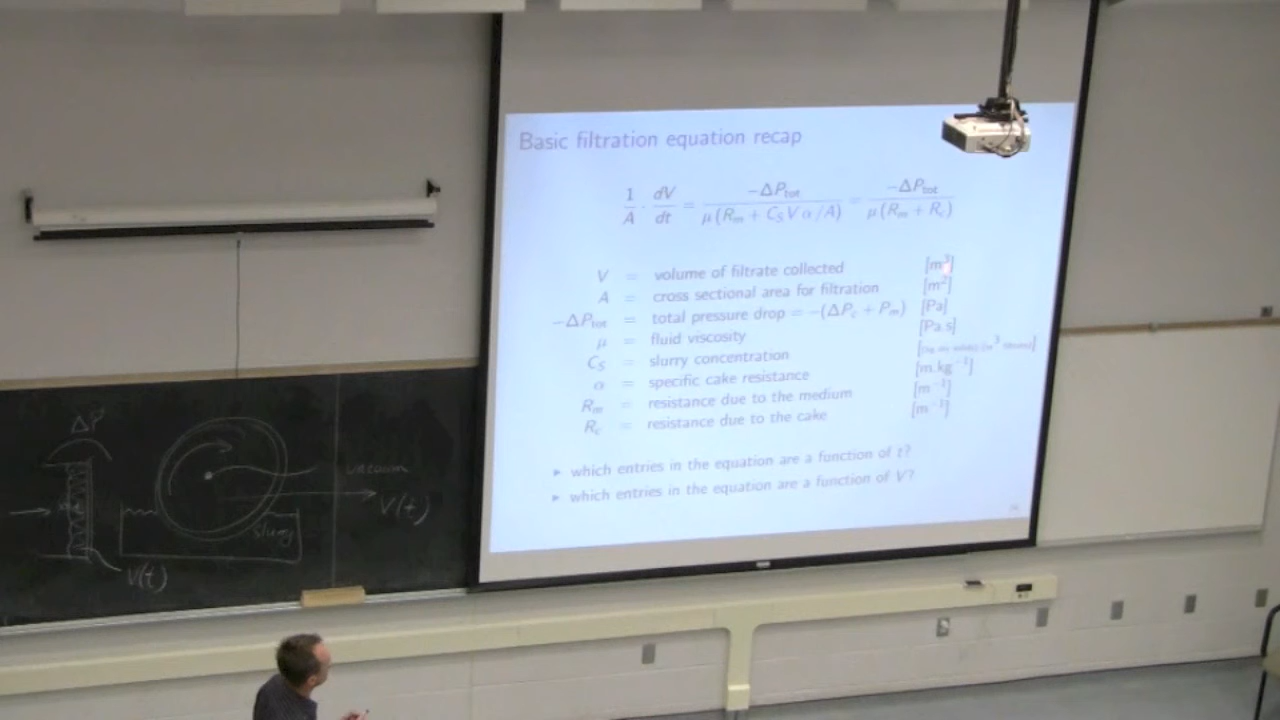 Basic filtration equation recap
1/A · dV/dt = −ΔP_tot / μ(R_m + C_S V α/A) = −ΔP_tot / μ(R_m + R_c)
V = volume of filtrate collected [m³]
A = cross sectional area for filtration [m²]
−ΔP_tot = total pressure drop = −(ΔP_c + P_m) [Pa]
μ = fluid viscosity [Pa.s]
C_S = slurry concentration
α = specific cake resistance [m.kg⁻¹]
R_m = resistance due to the medium [m⁻¹]
R_c = resistance due to the cake [m⁻¹]
▸ which entries in the equation are a function of t?
▸ which entries in the equation are a function of V?
ΔP
V(t)
vacuum
V(t)
slurry